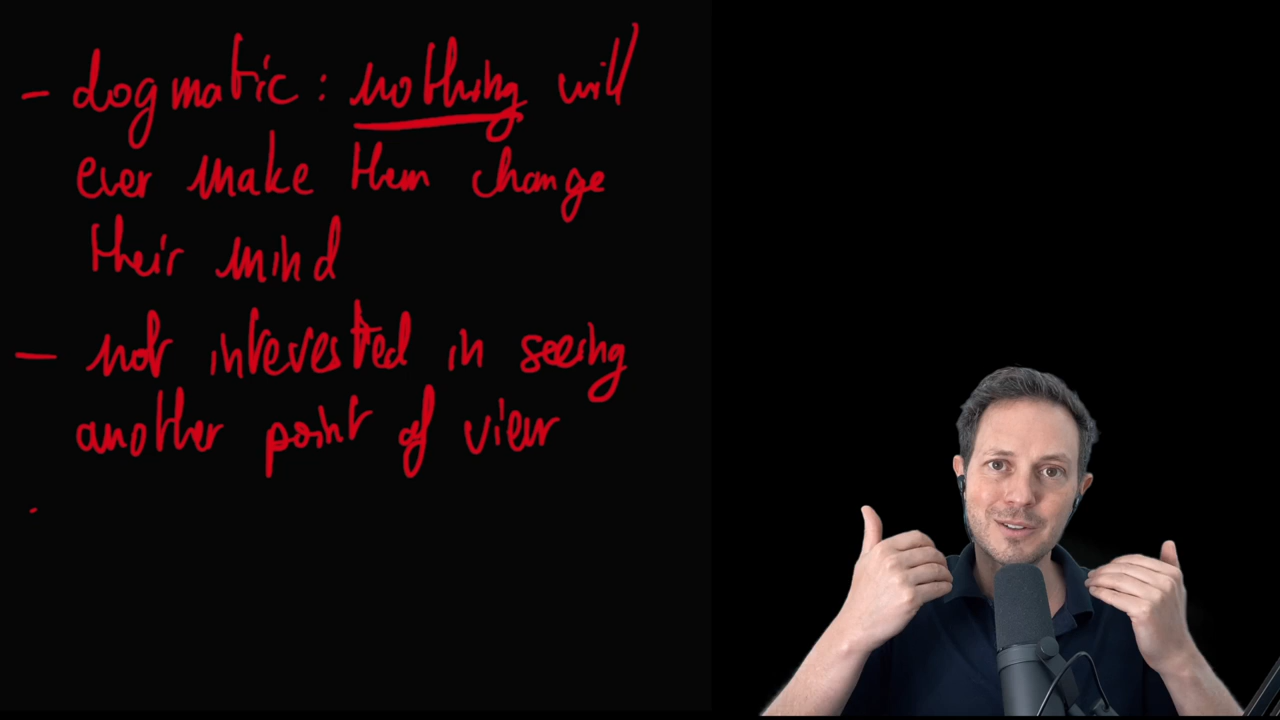 - dogmatic: nothing will
ever make them change
their mind
- not interested in seeing
another point of view